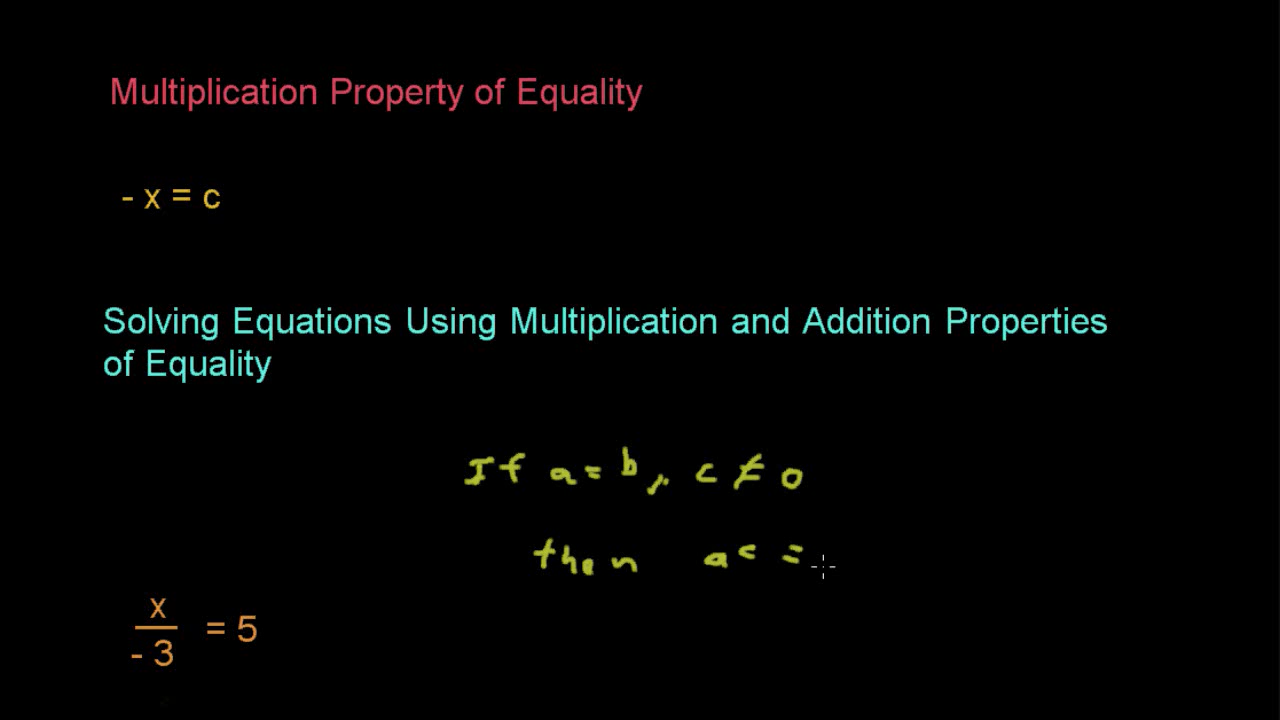 Multiplication Property of Equality
- x = c
Solving Equations Using Multiplication and Addition Properties
of Equality
If a = b, c ≠ 0
then ac =
x
- 3
= 5